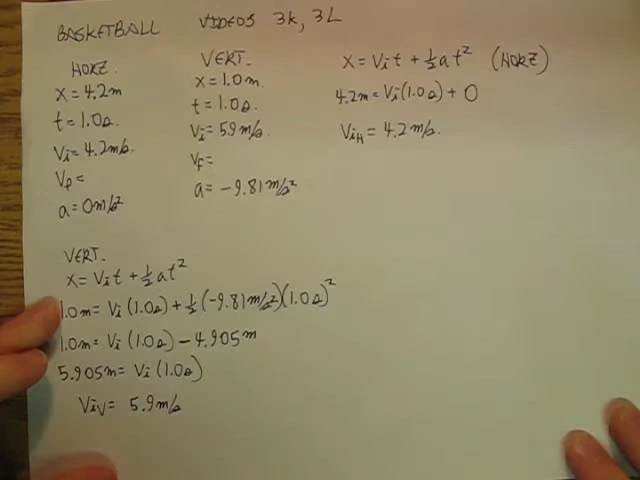 BASKETBALL VIDEOS 3K, 3L
HORZ.
X = 4.2m
t = 1.0s.
Vi = 4.2m/s.
Vf =
a = 0m/s²
VERT.
X = 1.0m.
t = 1.0s.
Vi = 5.9m/s.
Vf =
a = -9.81m/s²
X = Vit + ½at² (HORZ)
4.2m = Vi(1.0s) + 0
ViH = 4.2m/s.
VERT.
X = Vit + ½at²
1.0m = Vi(1.0s) + ½(-9.81m/s²)(1.0s)²
1.0m = Vi(1.0s) - 4.905m
5.905m = Vi(1.0s)
ViV = 5.9m/s